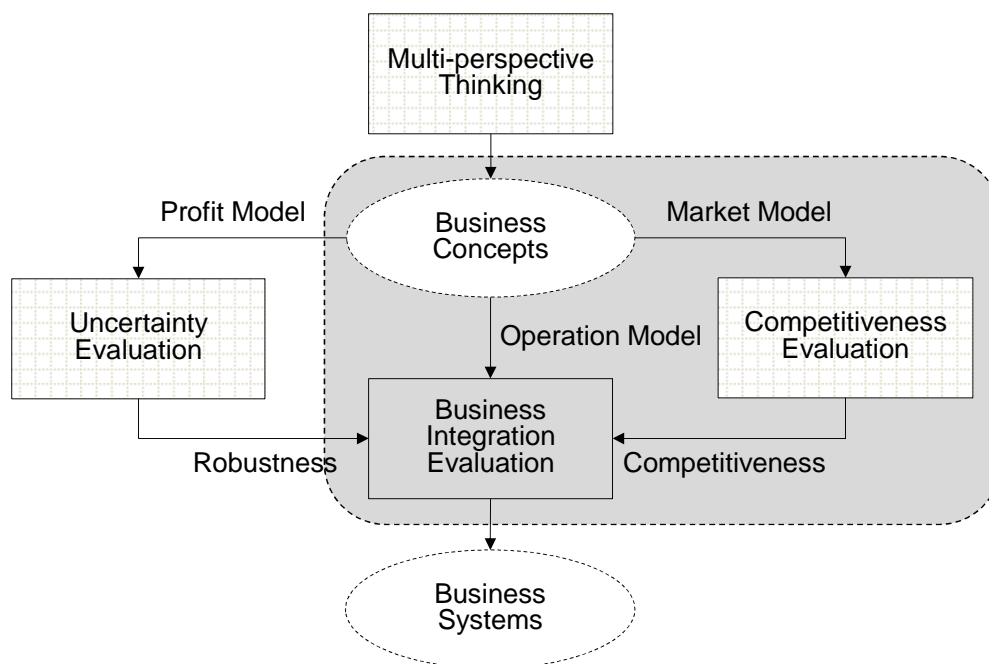 Multi-perspective
Thinking
Profit Model
Market Model
Business
Concepts
Uncertainty
Evaluation
Operation Model
Competitiveness
Evaluation
Business
Integration
Evaluation
Robustness
Competitiveness
Business
Systems